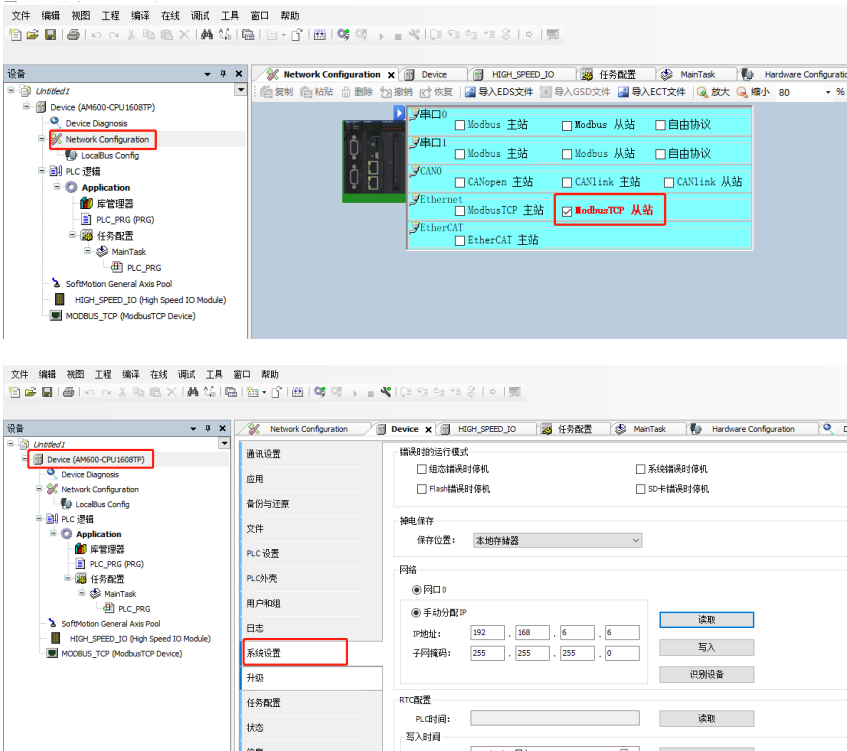 文件 编辑 视图 工程 编译 在线 调试 工具 窗口 帮助
设备
Network Configuration Device HIGH_SPEED_IO 任务配置 MainTask Hardware Configuratio
复制 粘贴 删除 撤销 恢复 导入EDS文件 导入GSD文件 导入ECT文件 放大 缩小 80 %
Untitled1
Device (AM600-CPU1608TP)
Device Diagnosis
Network Configuration
LocalBus Config
PLC 逻辑
Application
库管理器
PLC_PRG (PRG)
任务配置
MainTask
PLC_PRG
SoftMotion General Axis Pool
HIGH_SPEED_IO (High Speed IO Module)
MODBUS_TCP (ModbusTCP Device)
串口0
Modbus 主站 Modbus 从站 自由协议
串口1
Modbus 主站 Modbus 从站 自由协议
CAN0
CANopen 主站 CANlink 主站 CANlink 从站
Ethernet
ModbusTCP 主站 ModbusTCP 从站
EtherCAT
EtherCAT 主站
文件 编辑 视图 工程 编译 在线 调试 工具 窗口 帮助
设备
Network Configuration Device HIGH_SPEED_IO 任务配置 MainTask Hardware Configuration D
Untitled1
Device (AM600-CPU1608TP)
Device Diagnosis
Network Configuration
LocalBus Config
PLC 逻辑
Application
库管理器
PLC_PRG (PRG)
任务配置
MainTask
PLC_PRG
SoftMotion General Axis Pool
HIGH_SPEED_IO (High Speed IO Module)
MODBUS_TCP (ModbusTCP Device)
通讯设置
应用
备份与还原
文件
PLC 设置
PLC外壳
用户和组
日志
系统设置
升级
任务配置
状态
信息
错误时的运行模式
组态错误时停机 系统错误时停机
Flash错误时停机 SD卡错误时停机
掉电保存
保存位置: 本地存储器
网络
网口 0
手动分配IP
IP地址: 192 . 168 . 6 . 6
子网掩码: 255 . 255 . 255 . 0
读取
写入
识别设备
RTC配置
PLC时间: 读取
写入时间